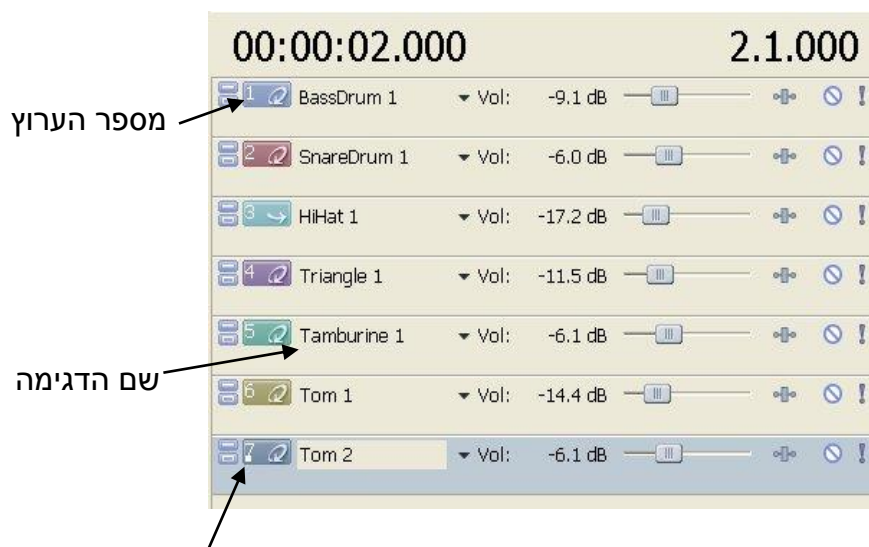 00:00:02.000 2.1.000
1 BassDrum 1 Vol: -9.1 dB
מספר הערוץ
2 SnareDrum 1 Vol: -6.0 dB
3 HiHat 1 Vol: -17.2 dB
4 Triangle 1 Vol: -11.5 dB
5 Tamburine 1 Vol: -6.1 dB
שם הדגימה
6 Tom 1 Vol: -14.4 dB
7 Tom 2 Vol: -6.1 dB